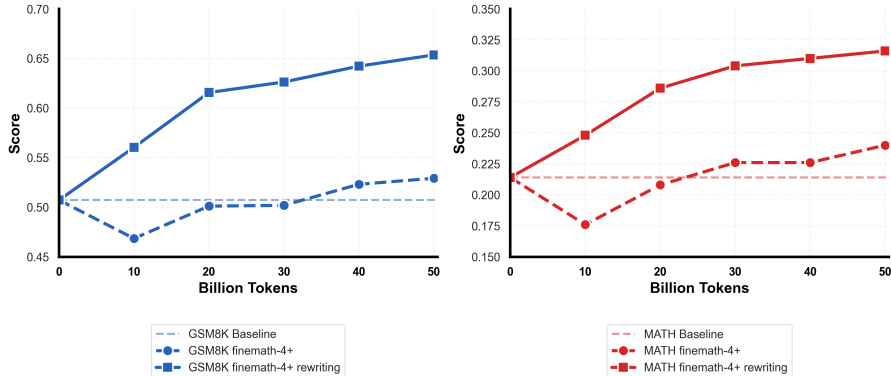 0.70
0.65
0.60
0.55
0.50
0.45
Score
0 10 20 30 40 50
Billion Tokens
GSM8K Baseline
GSM8K finemath-4+
GSM8K finemath-4+ rewriting
0.350
0.325
0.300
0.275
0.250
0.225
0.200
0.175
0.150
Score
0 10 20 30 40 50
Billion Tokens
MATH Baseline
MATH finemath-4+
MATH finemath-4+ rewriting